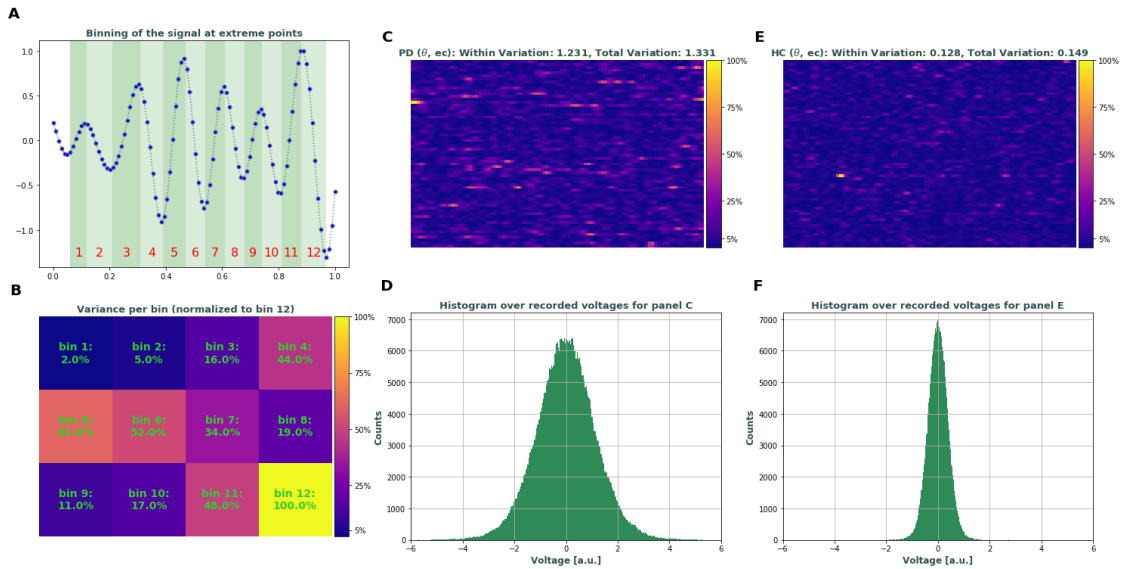 A
Binning of the signal at extreme points
1.0
0.5
0.0
−0.5
−1.0
1 2 3 4 5 6 7 8 9 10 11 12
0.0 0.2 0.4 0.6 0.8 1.0
B
Variance per bin (normalized to bin 12)
bin 1: bin 2: bin 3: bin 4:
2.0% 5.0% 16.0% 44.0%
bin 5: bin 6: bin 7: bin 8:
61.0% 52.0% 34.0% 19.0%
bin 9: bin 10: bin 11: bin 12:
11.0% 17.0% 48.0% 100.0%
100%
75%
50%
25%
5%
C
PD (θ, ec): Within Variation: 1.231, Total Variation: 1.331
100%
75%
50%
25%
5%
D
Histogram over recorded voltages for panel C
Counts
7000
6000
5000
4000
3000
2000
1000
0
−6 −4 −2 0 2 4 6
Voltage [a.u.]
E
HC (θ, ec): Within Variation: 0.128, Total Variation: 0.149
100%
75%
50%
25%
5%
F
Histogram over recorded voltages for panel E
Counts
7000
6000
5000
4000
3000
2000
1000
0
−6 −4 −2 0 2 4 6
Voltage [a.u.]